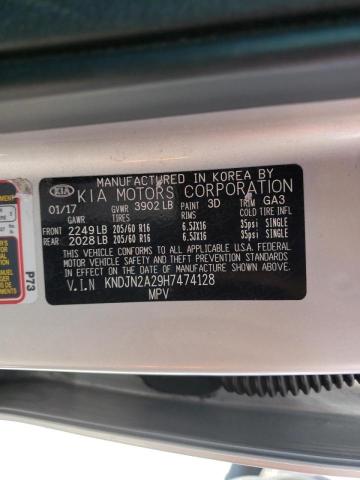 MANUFACTURED IN KOREA BY
KIA KIA MOTORS CORPORATION
01/17 GVWR 3902 LB PAINT 3D TRIM GA3
GAWR TIRES RIMS COLD TIRE INFL
FRONT 2249 LB 205/60 R16 6.5JX16 35psi SINGLE
REAR 2028 LB 205/60 R16 6.5JX16 35psi SINGLE
THIS VEHICLE CONFORMS TO ALL APPLICABLE U.S.A. FEDERAL
MOTOR VEHICLE SAFETY, BUMPER, AND THEFT PREVENTION
STANDARDS IN EFFECT ON THE DATE OF MANUFACTURE SHOWN ABOVE.
V.I.N KNDJN2A29H7474128
MPV
P73